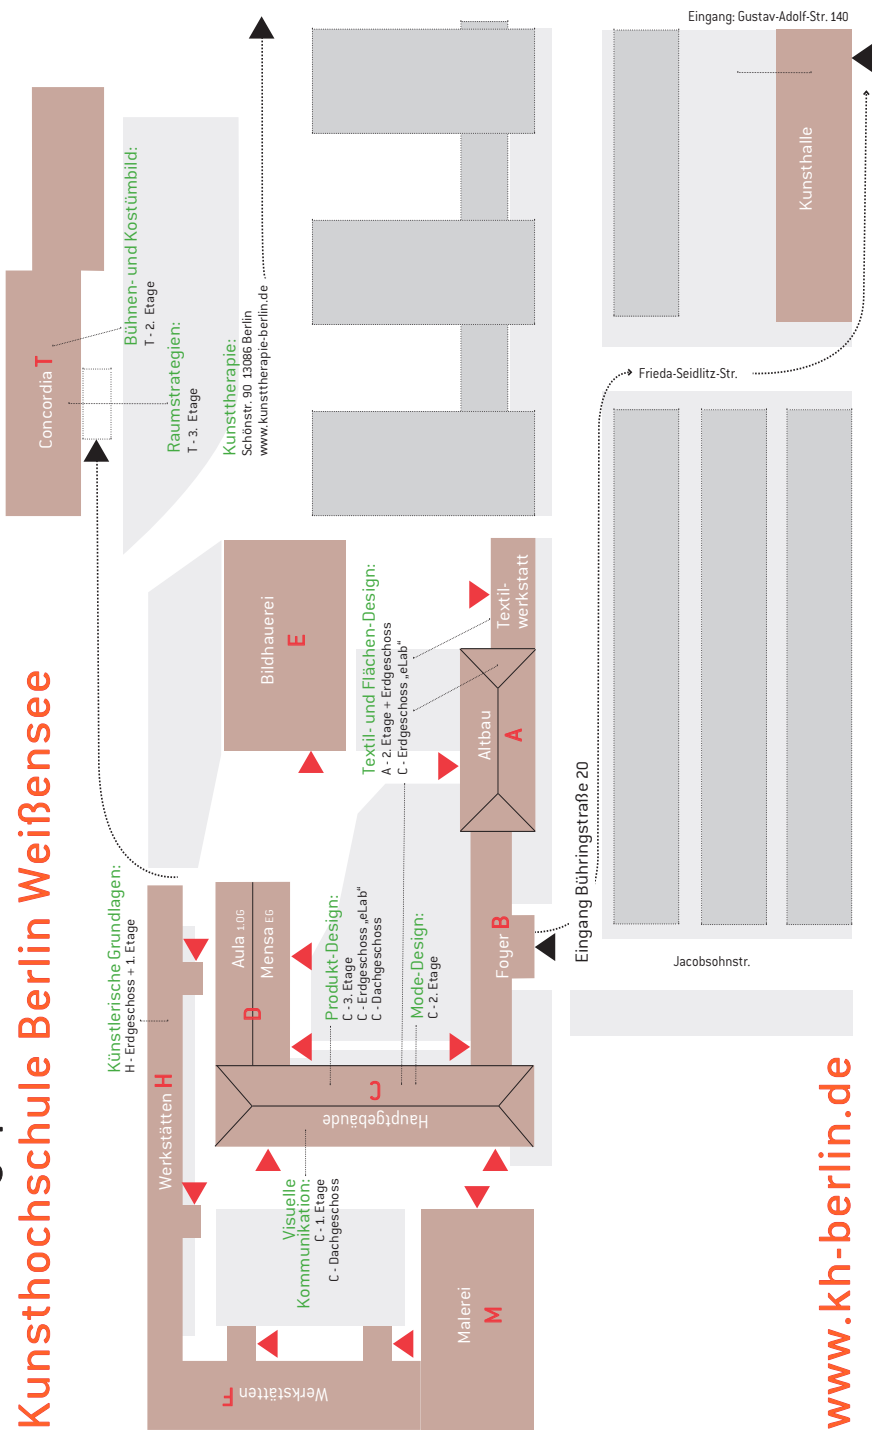 Kunsthochschule Berlin Weißensee
Concordia T
Bühnen- und Kostümbild:
T - 2. Etage
Raumstrategien:
T - 3. Etage
Kunsttherapie:
Schönstr. 90 13086 Berlin
www.kunsttherapie-berlin.de
Künstlerische Grundlagen:
H - Erdgeschoss + 1. Etage
Werkstätten H
Bildhauerei
E
Aula 1.OG
D
Mensa EG
Textil- und Flächen-Design:
A - 2. Etage + Erdgeschoss
C - Erdgeschoss „eLab“
Textil-
werkstatt
Altbau
A
Produkt-Design:
C - 3. Etage
C - Erdgeschoss „eLab“
C - Dachgeschoss
Mode-Design:
C - 2. Etage
Foyer B
Eingang Bühringstraße 20
C
Hauptgebäude
Visuelle
Kommunikation:
C - 1. Etage
C - Dachgeschoss
F Werkstätten
Malerei
M
Eingang: Gustav-Adolf-Str. 140
Kunsthalle
Frieda-Seidlitz-Str.
Jacobsohnstr.
www.kh-berlin.de